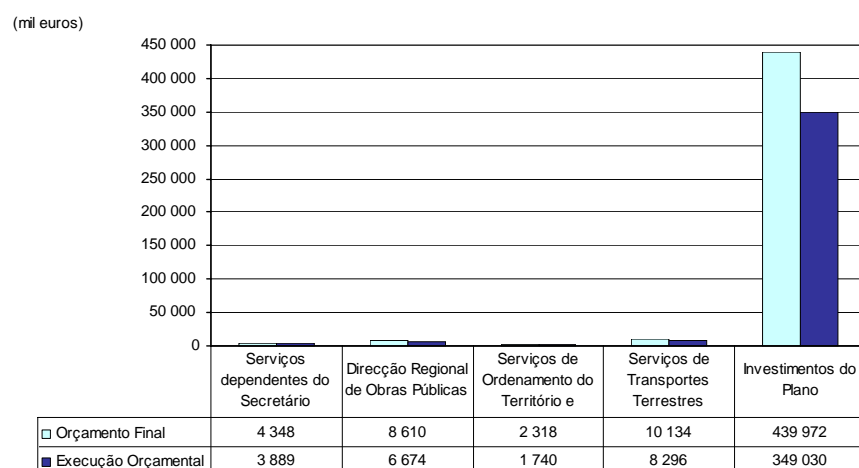 (mil euros)
450 000
400 000
350 000
300 000
250 000
200 000
150 000
100 000
50 000
0
Serviços dependentes do Secretário
Direcção Regional de Obras Públicas
Serviços de Ordenamento do Território e
Serviços de Transportes Terrestres
Investimentos do Plano
Orçamento Final 4 348 8 610 2 318 10 134 439 972
Execução Orçamental 3 889 6 674 1 740 8 296 349 030